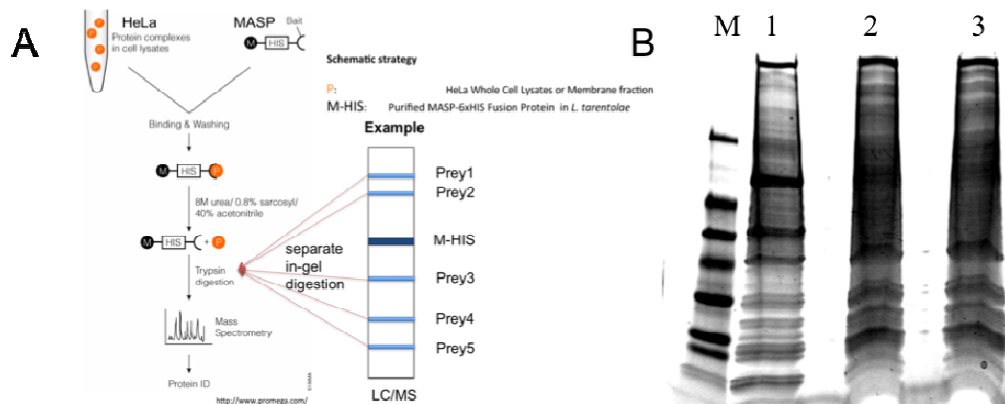 A
HeLa
Protein complexes
in cell lysates
P
P
P
P
P
MASP
Bait
M HIS
Schematic strategy
P: HeLa Whole Cell Lysates or Membrane fraction
M-HIS: Purified MASP-6xHIS Fusion Protein in L. tarentolae
Binding & Washing
M HIS P
8M urea/ 0.8% sarcosyl/
40% acetonitrile
M HIS + P
Trypsin
digestion
separate
in-gel
digestion
Mass
Spectrometry
Protein ID
http://www.promega.com/
Example
Prey1
Prey2
M-HIS
Prey3
Prey4
Prey5
LC/MS
B
M 1 2 3